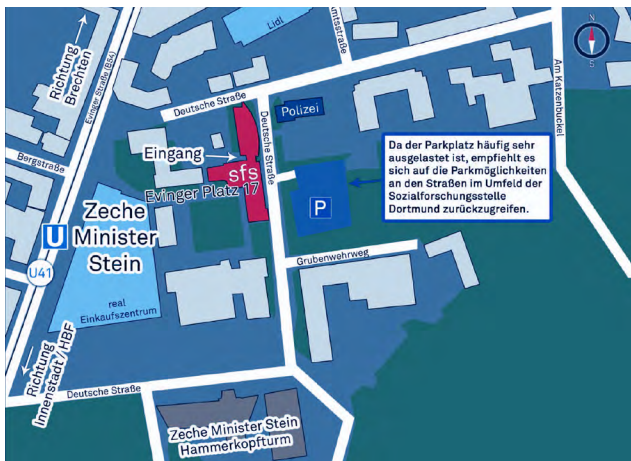 Richtung
Brechten
Evinger Straße (B54)
Lidl
Amtsstraße
N
S
Deutsche Straße
Polizei
Deutsche Straße
Am Katzenbuckel
Bergstraße
Eingang
sfs
Evinger Platz 17
Da der Parkplatz häufig sehr
ausgelastet ist, empfiehlt es
sich auf die Parkmöglichkeiten
an den Straßen im Umfeld der
Sozialforschungsstelle
Dortmund zurückzugreifen.
P
U
Zeche
Minister
Stein
U41
Grubenwehrweg
real
Einkaufszentrum
Richtung
Innenstadt/HBF
Deutsche Straße
Zeche Minister Stein
Hammerkopfturm